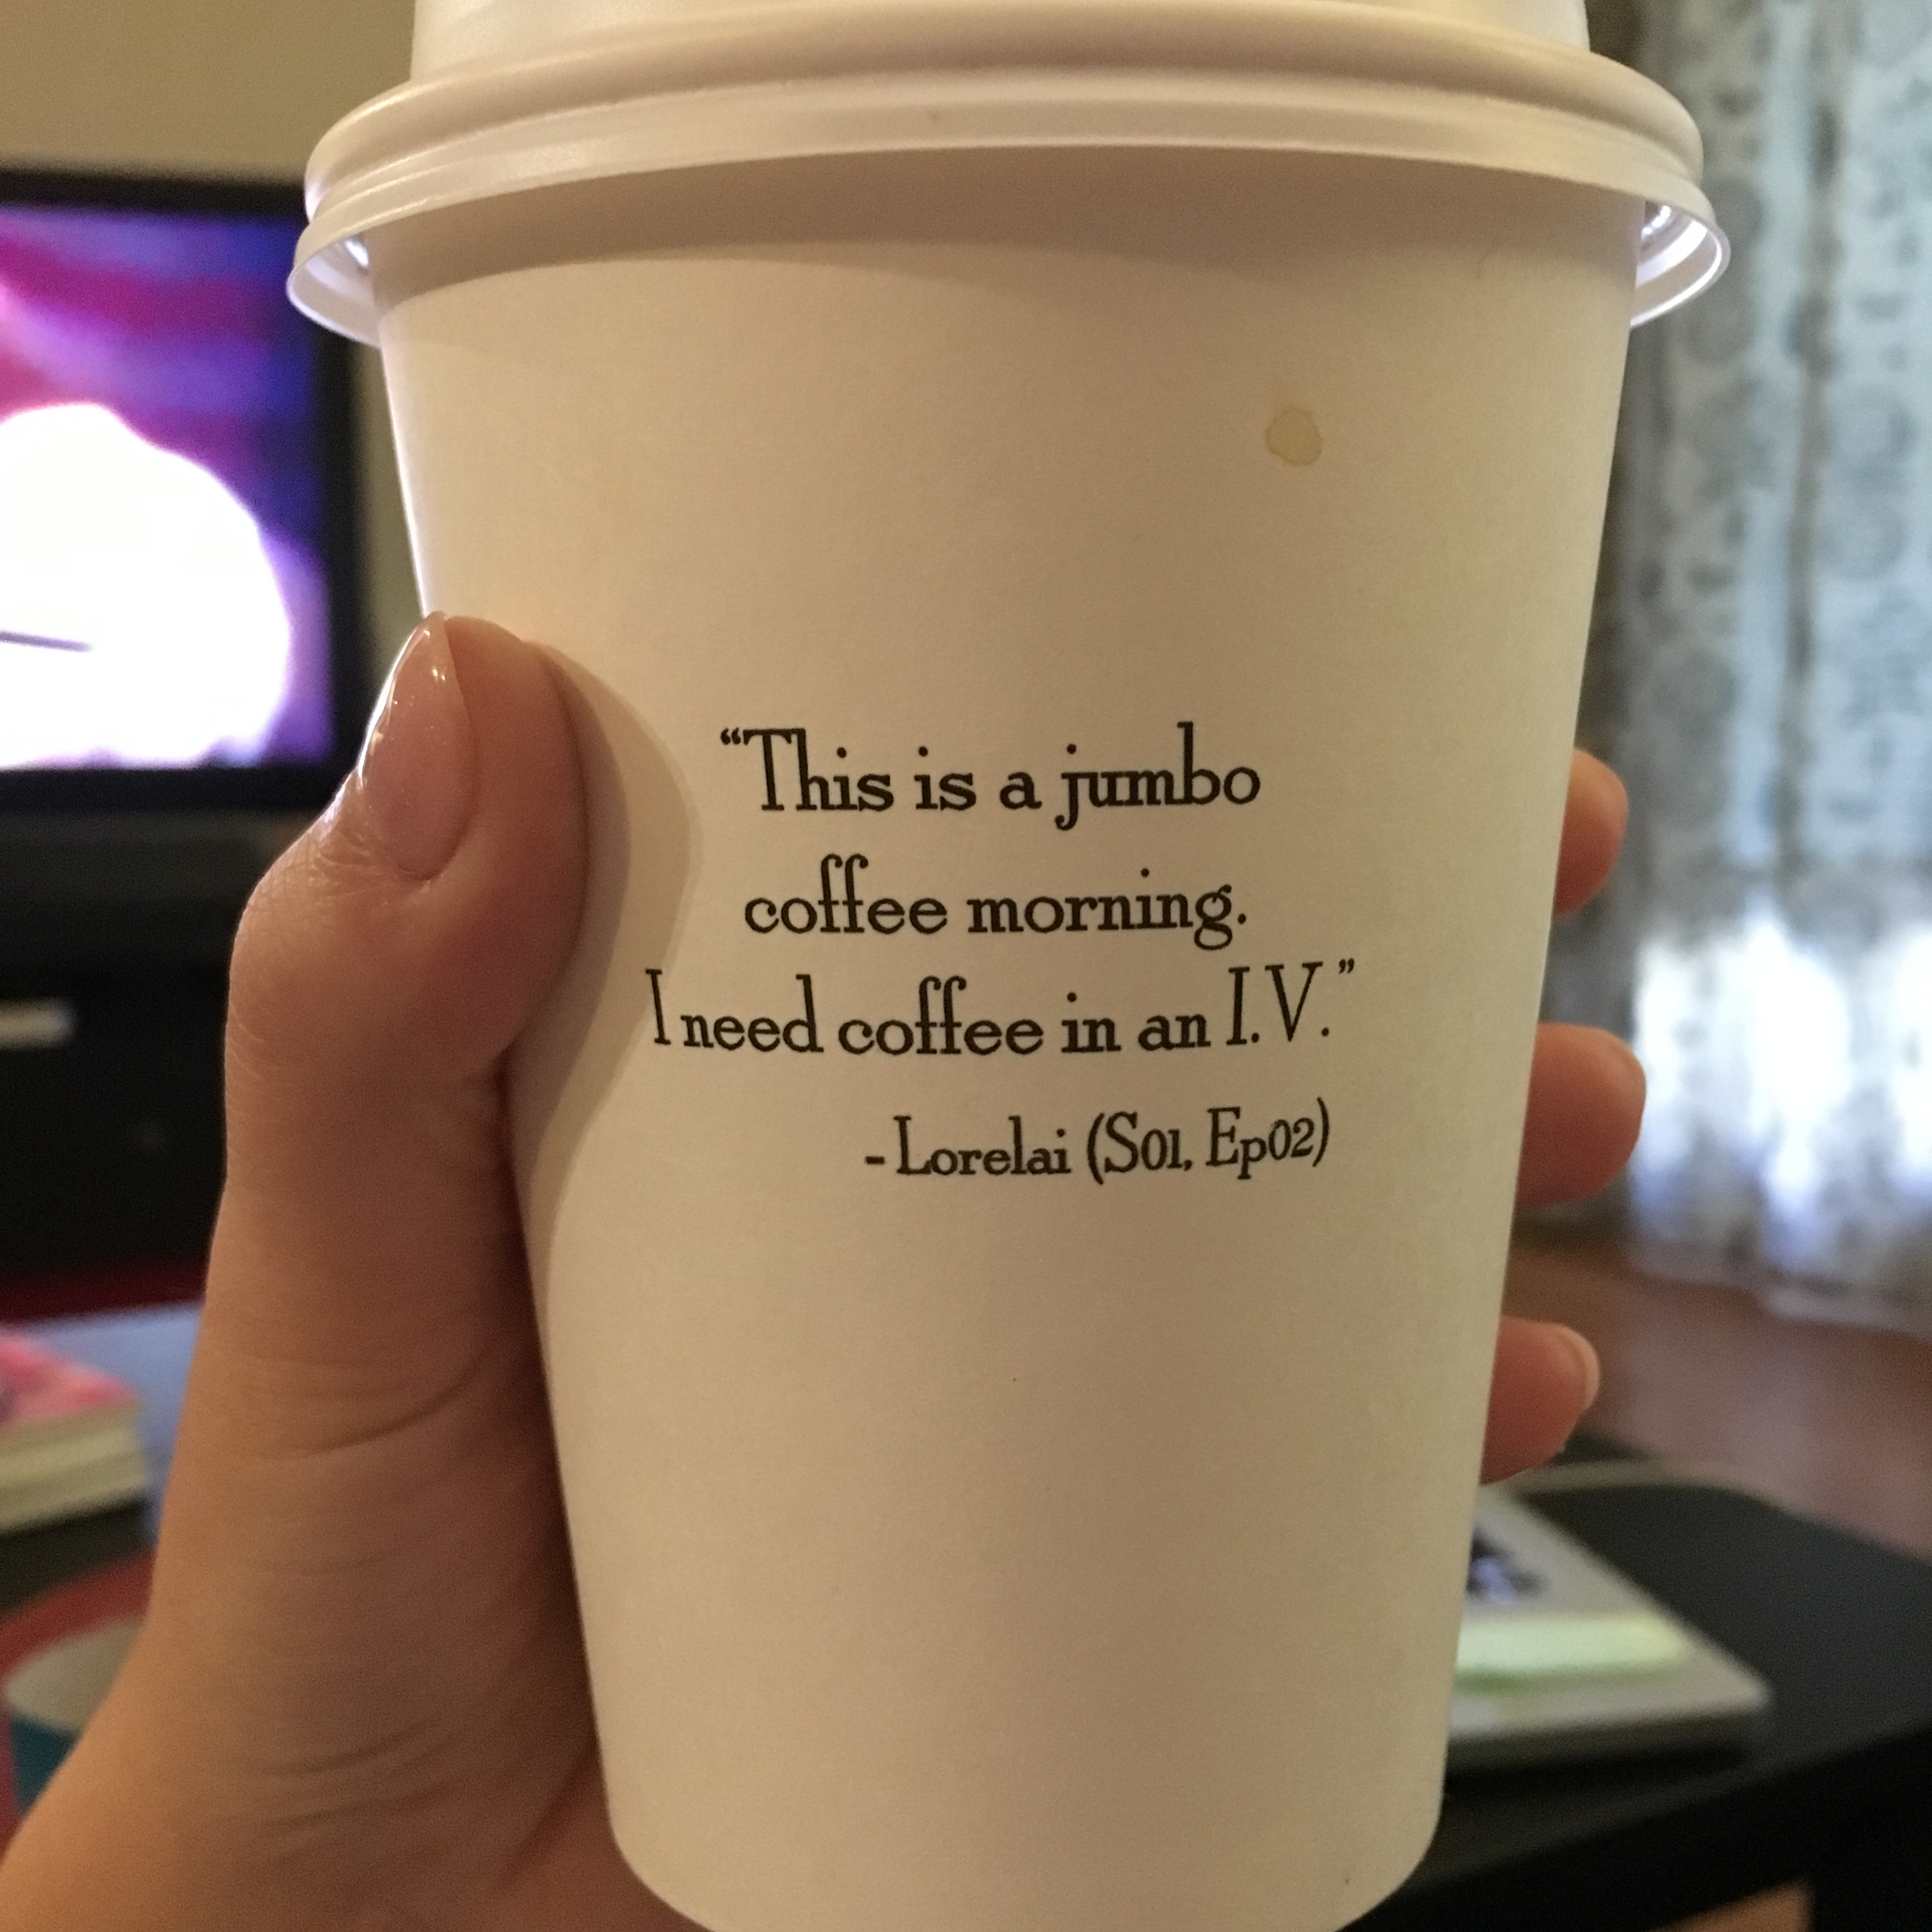 “This is a jumbo
coffee morning.
I need coffee in an I.V.”
- Lorelai (S01, Ep02)